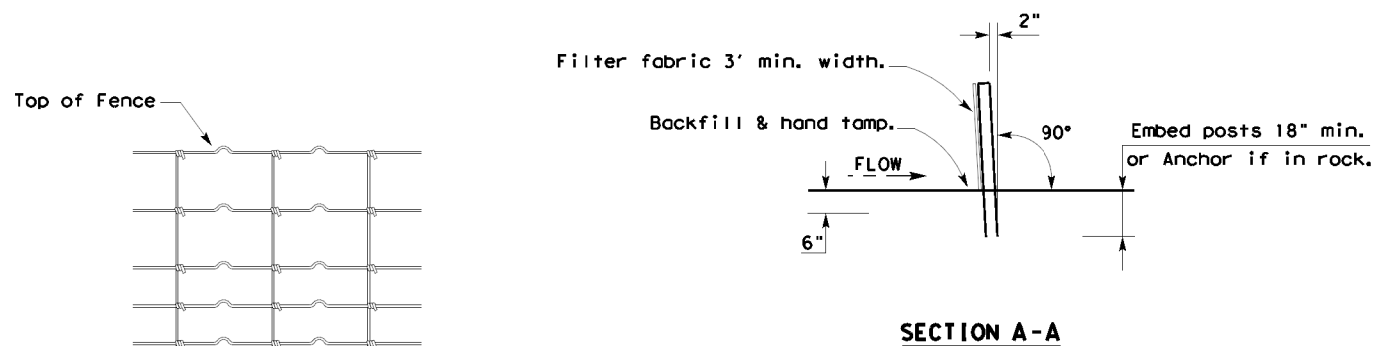 Top of Fence
2"
Filter fabric 3' min. width.
Backfill & hand tamp.
90°
Embed posts 18" min.
or Anchor if in rock.
FLOW
6"
SECTION A-A